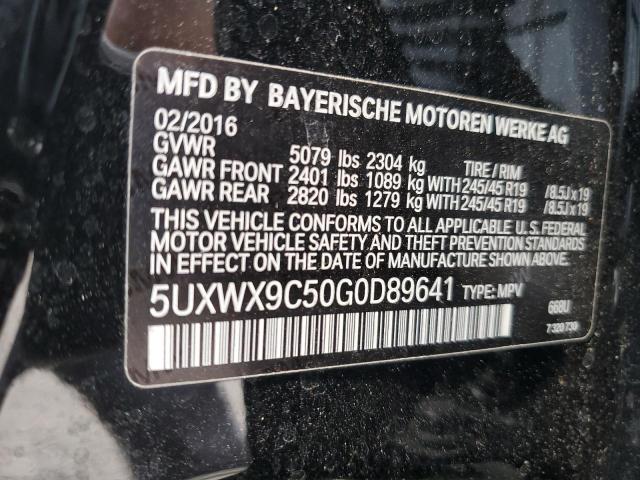 MFD BY BAYERISCHE MOTOREN WERKE AG
02/2016
GVWR 5079 lbs 2304 kg TIRE / RIM
GAWR FRONT 2401 lbs 1089 kg WITH 245/45 R19 /8.5J x 19
GAWR REAR 2820 lbs 1279 kg WITH 245/45 R19 /8.5J x 19
THIS VEHICLE CONFORMS TO ALL APPLICABLE U. S. FEDERAL
MOTOR VEHICLE SAFETY AND THEFT PREVENTION STANDARDS
IN EFFECT ON THE DATE OF MANUFACTURE SHOWN ABOVE.
5UXWX9C50G0D89641 TYPE: MPV
668U
7 320 730